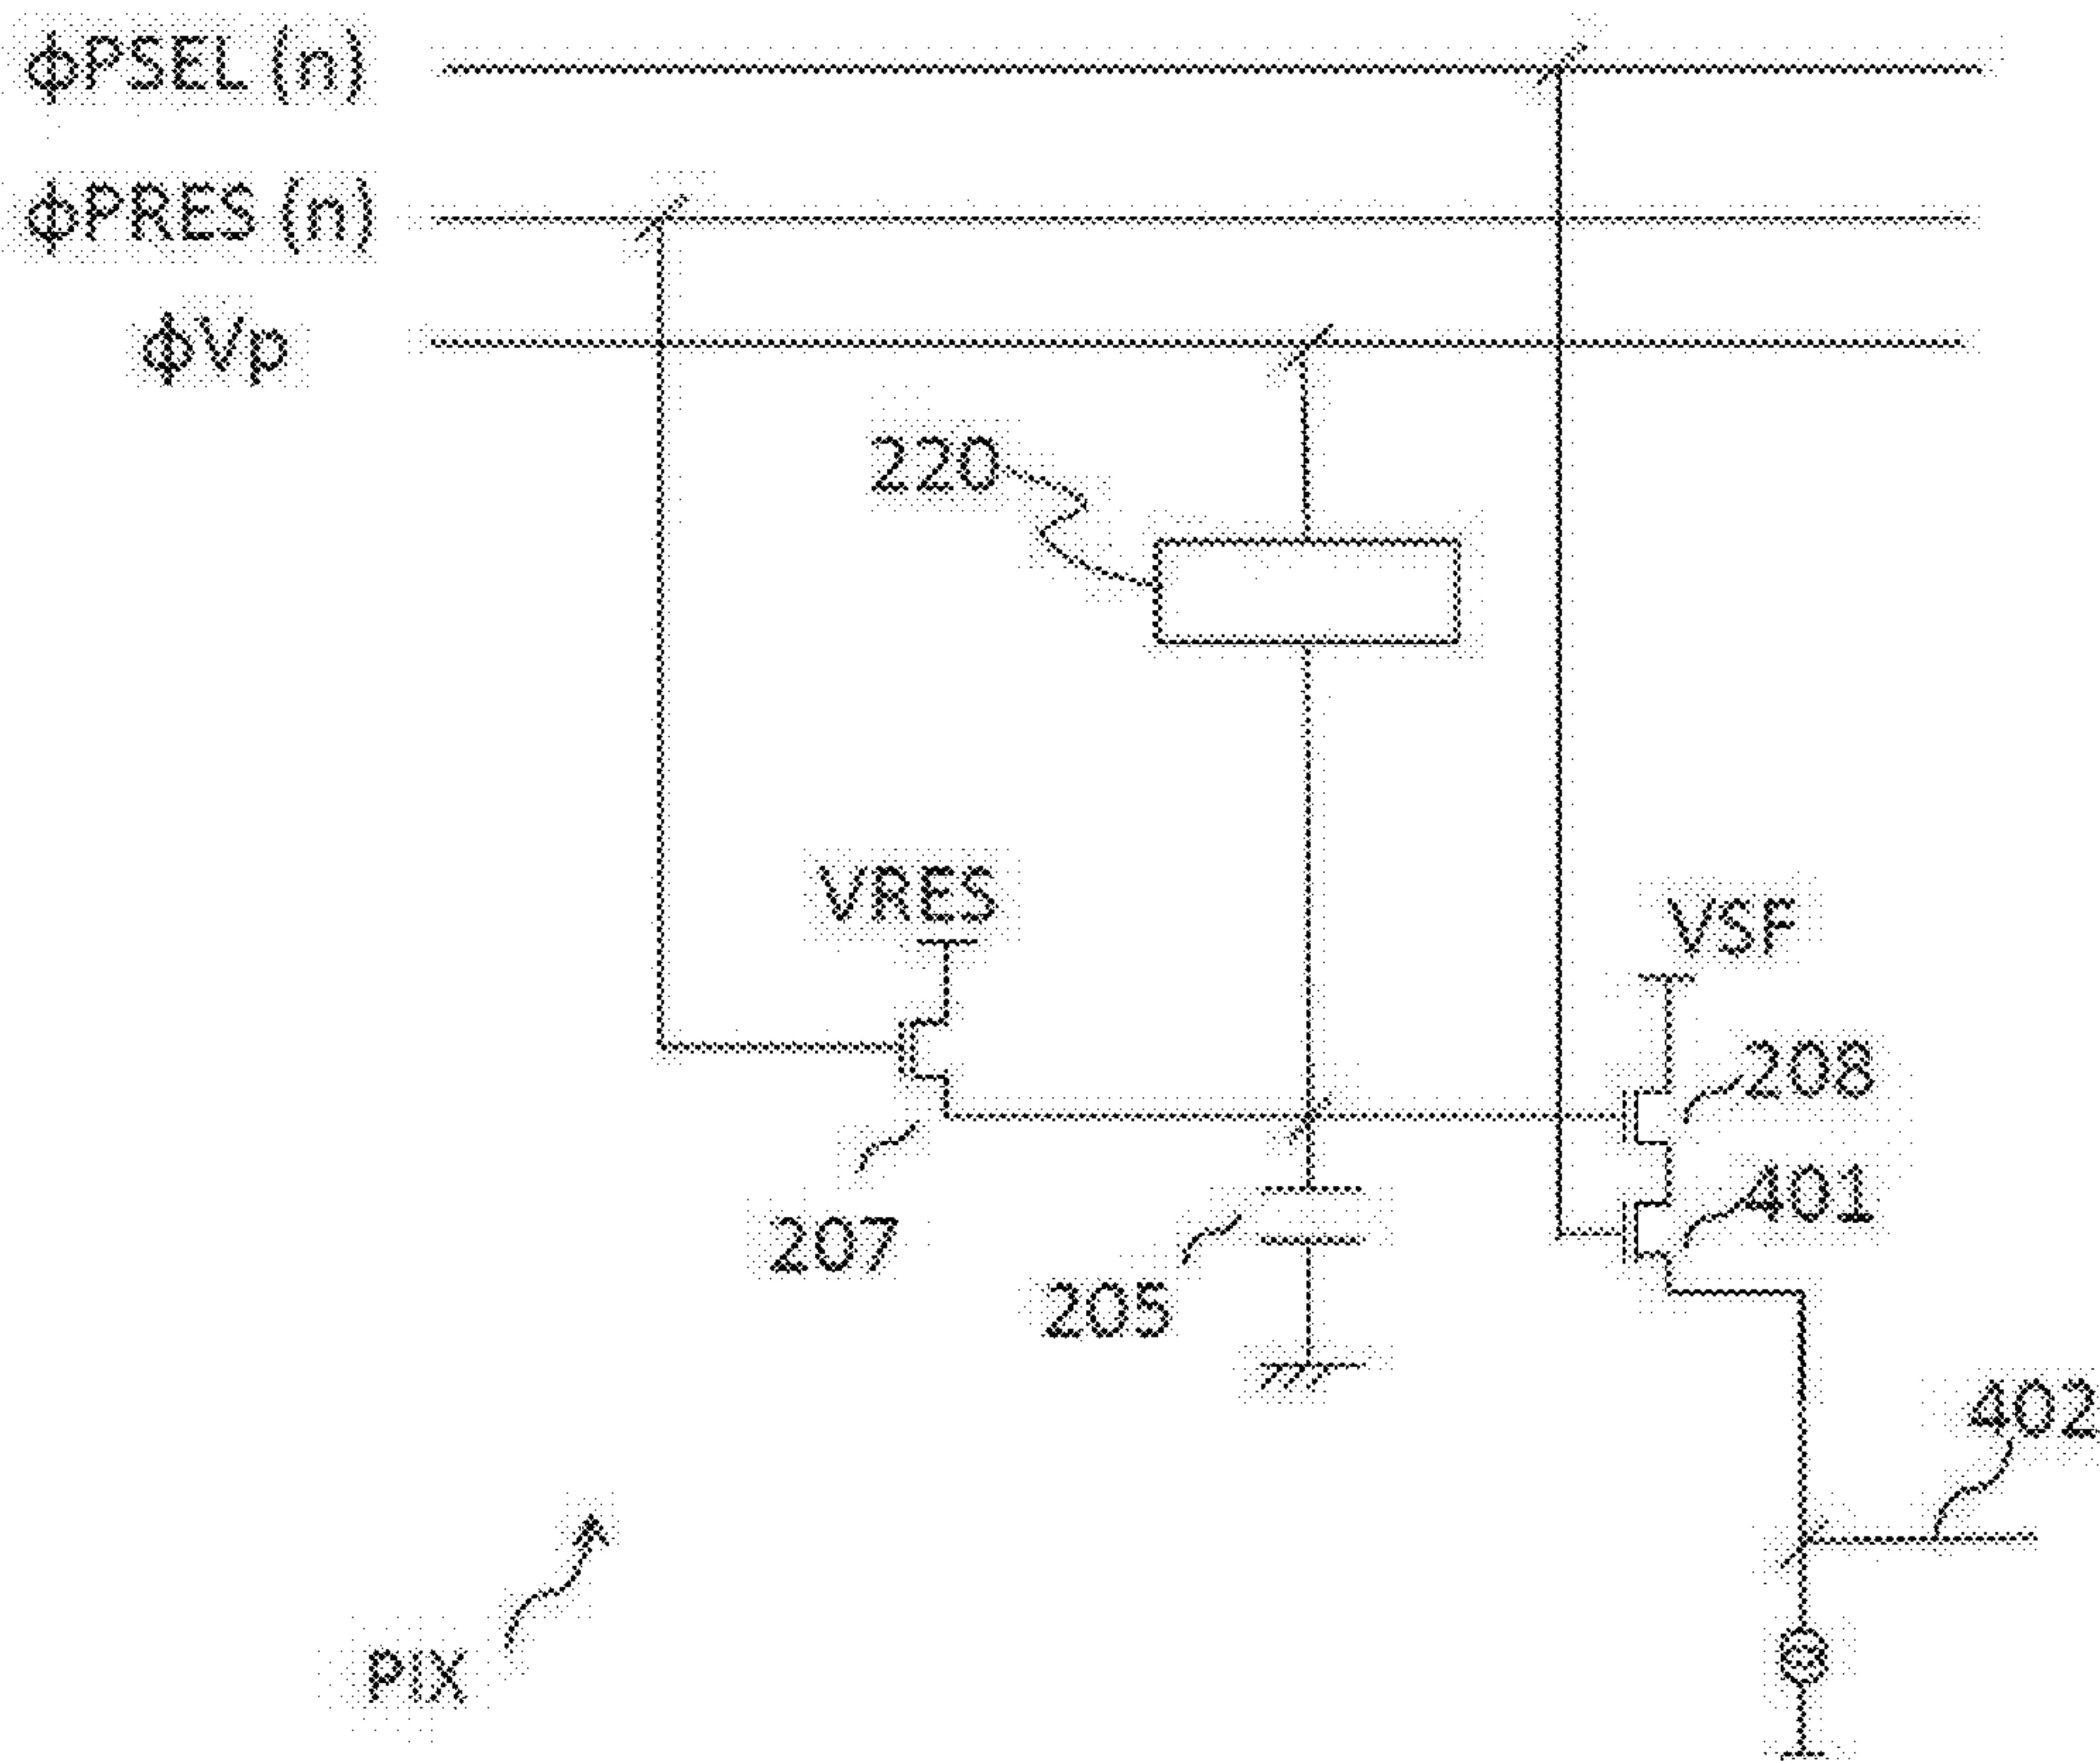 ϕPSEL (n)
ϕPRES (n)
ϕVp
220
VRES
VSF
208
401
207
205
402
PIX